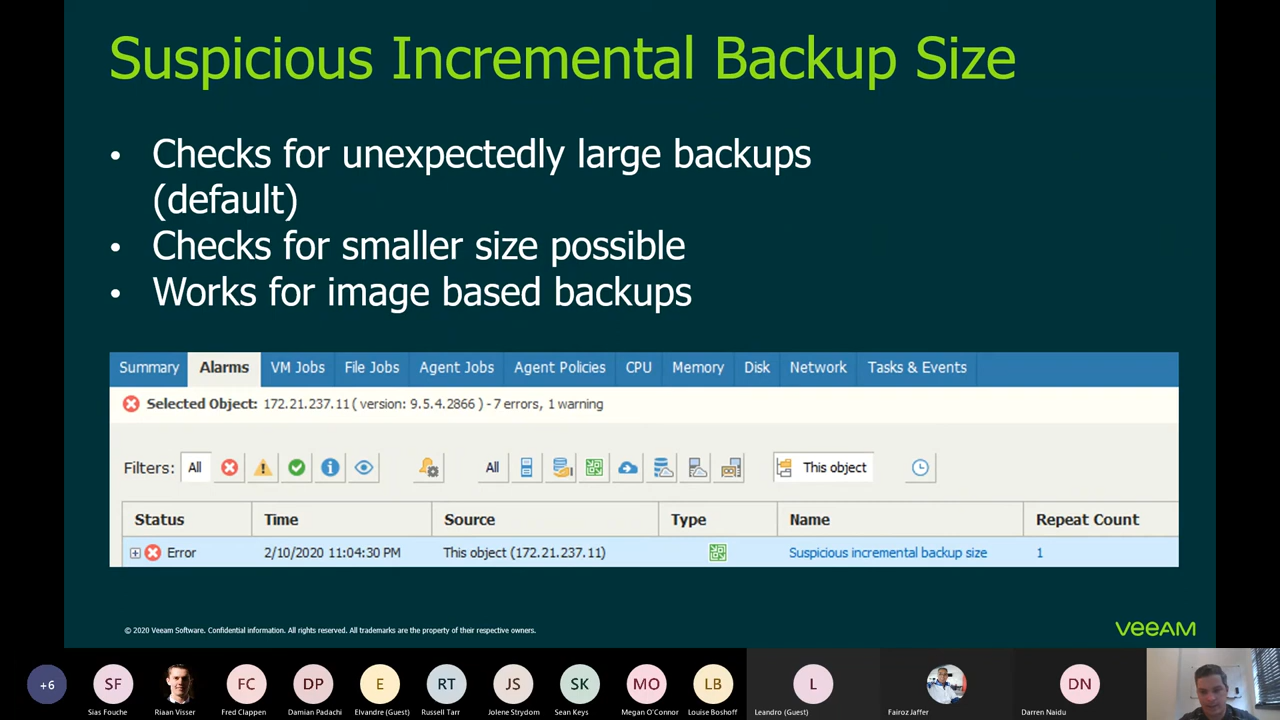 Suspicious Incremental Backup Size
• Checks for unexpectedly large backups
(default)
• Checks for smaller size possible
• Works for image based backups
Summary Alarms VM Jobs File Jobs Agent Jobs Agent Policies CPU Memory Disk Network Tasks & Events
Selected Object: 172.21.237.11 ( version: 9.5.4.2866 ) - 7 errors, 1 warning
Filters: All All This object
Status Time Source Type Name Repeat Count
Error 2/10/2020 11:04:30 PM This object (172.21.237.11) Suspicious incremental backup size 1
© 2020 Veeam Software. Confidential information. All rights reserved. All trademarks are the property of their respective owners.
VEEAM
+6 SF FC DP E RT JS SK MO LB L DN
Sias Fouche Riaan Visser Fred Clappen Damian Padachi Elvandre (Guest) Russell Tarr Jolene Strydom Sean Keys Megan O'Connor Louise Boshoff Leandro (Guest) Fairoz Jaffer Darren Naidu